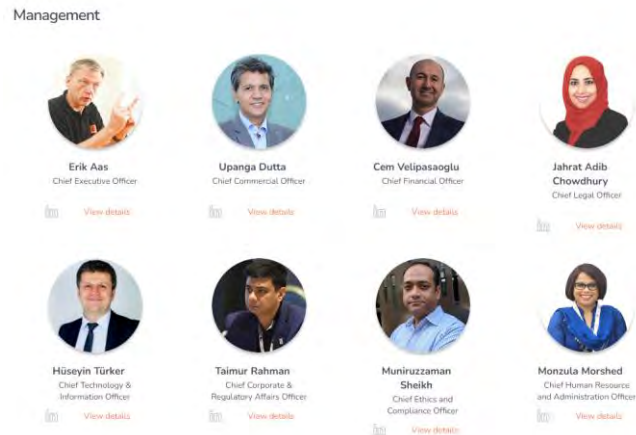 Management
Erik Aas
Chief Executive Officer
View details
Upanga Dutta
Chief Commercial Officer
View details
Cem Velipasaoglu
Chief Financial Officer
View details
Jahrat Adib
Chowdhury
Chief Legal Officer
View details
Hüseyin Türker
Chief Technology &
Information Officer
View details
Taimur Rahman
Chief Corporate &
Regulatory Affairs Officer
View details
Muniruzzaman
Sheikh
Chief Ethics and
Compliance Officer
View details
Monzula Morshed
Chief Human Resource
and Administration Officer
View details